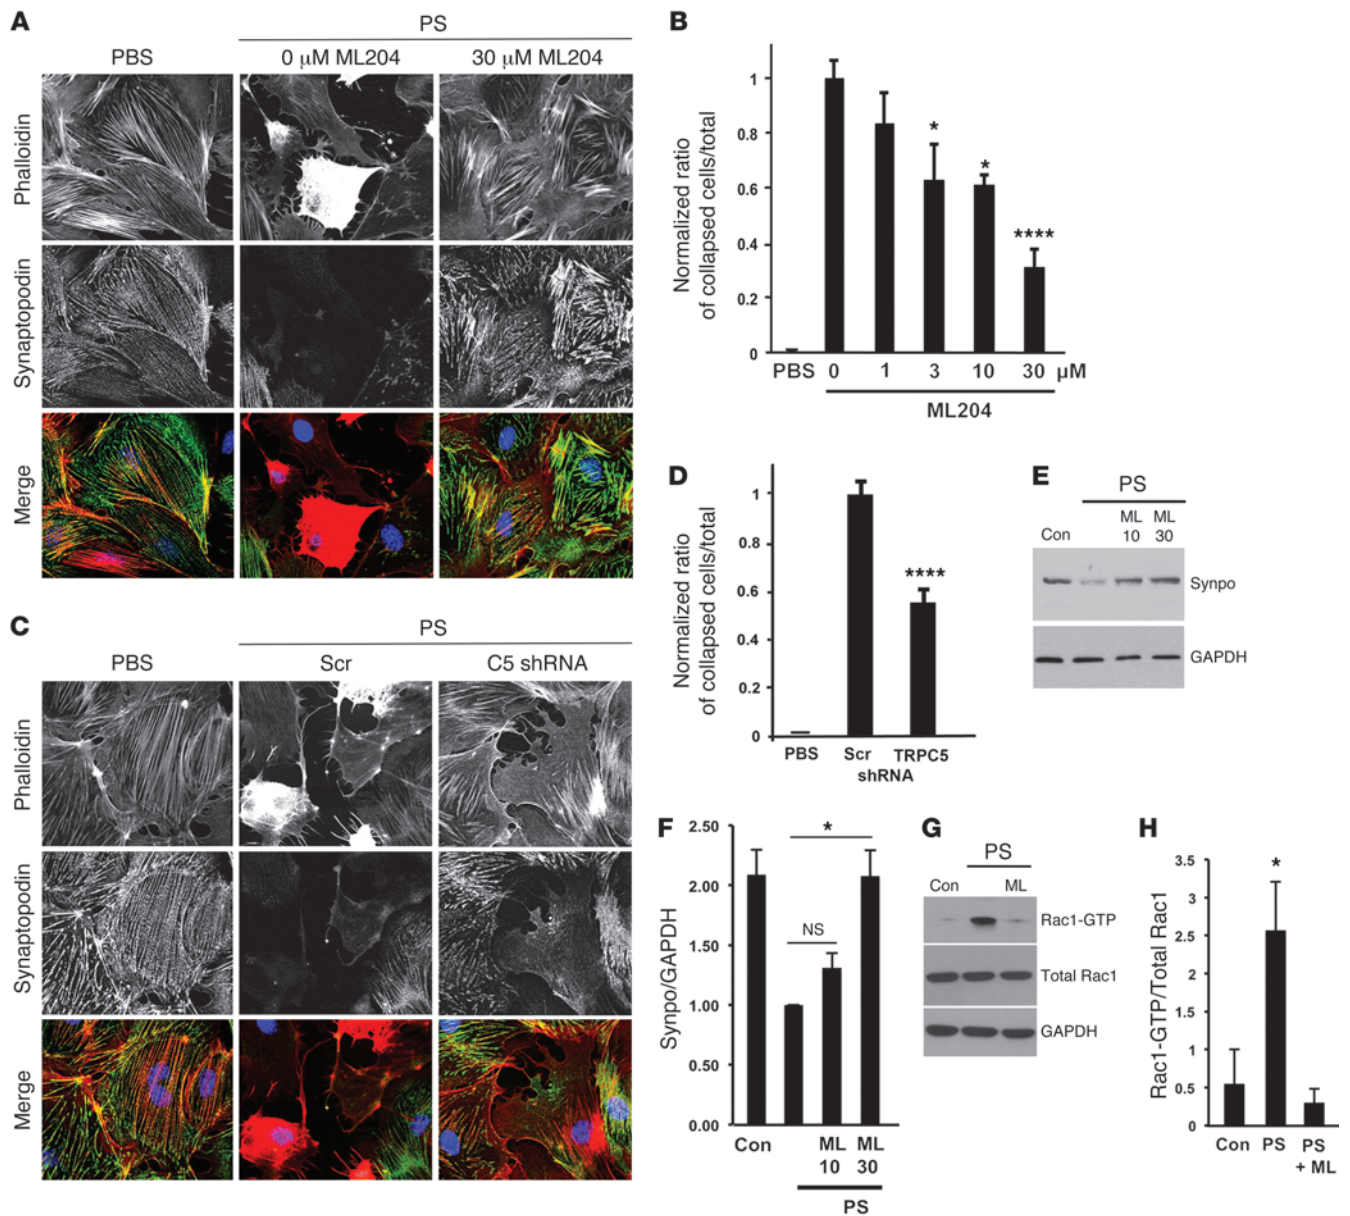 A
PS
PBS
0 µM ML204
30 µM ML204
Phalloidin
Synaptopodin
Merge
B
Normalized ratio
of collapsed cells/total
1
0.8
0.6
0.4
0.2
0
*
*
****
PBS 0 1 3 10 30 µM
ML204
C
PS
PBS
Scr
C5 shRNA
Phalloidin
Synaptopodin
Merge
D
Normalized ratio
of collapsed cells/total
1
0.8
0.6
0.4
0.2
0
****
PBS Scr TRPC5
shRNA
E
PS
Con ML 10 ML 30
Synpo
GAPDH
F
Synpo/GAPDH
2.50
2.00
1.50
1.00
0.50
0.00
*
NS
Con ML 10 ML 30
PS
G
PS
Con ML
Rac1-GTP
Total Rac1
GAPDH
H
Rac1-GTP/Total Rac1
3.5
3
2.5
2
1.5
1
0.5
0
*
Con PS PS
+ ML